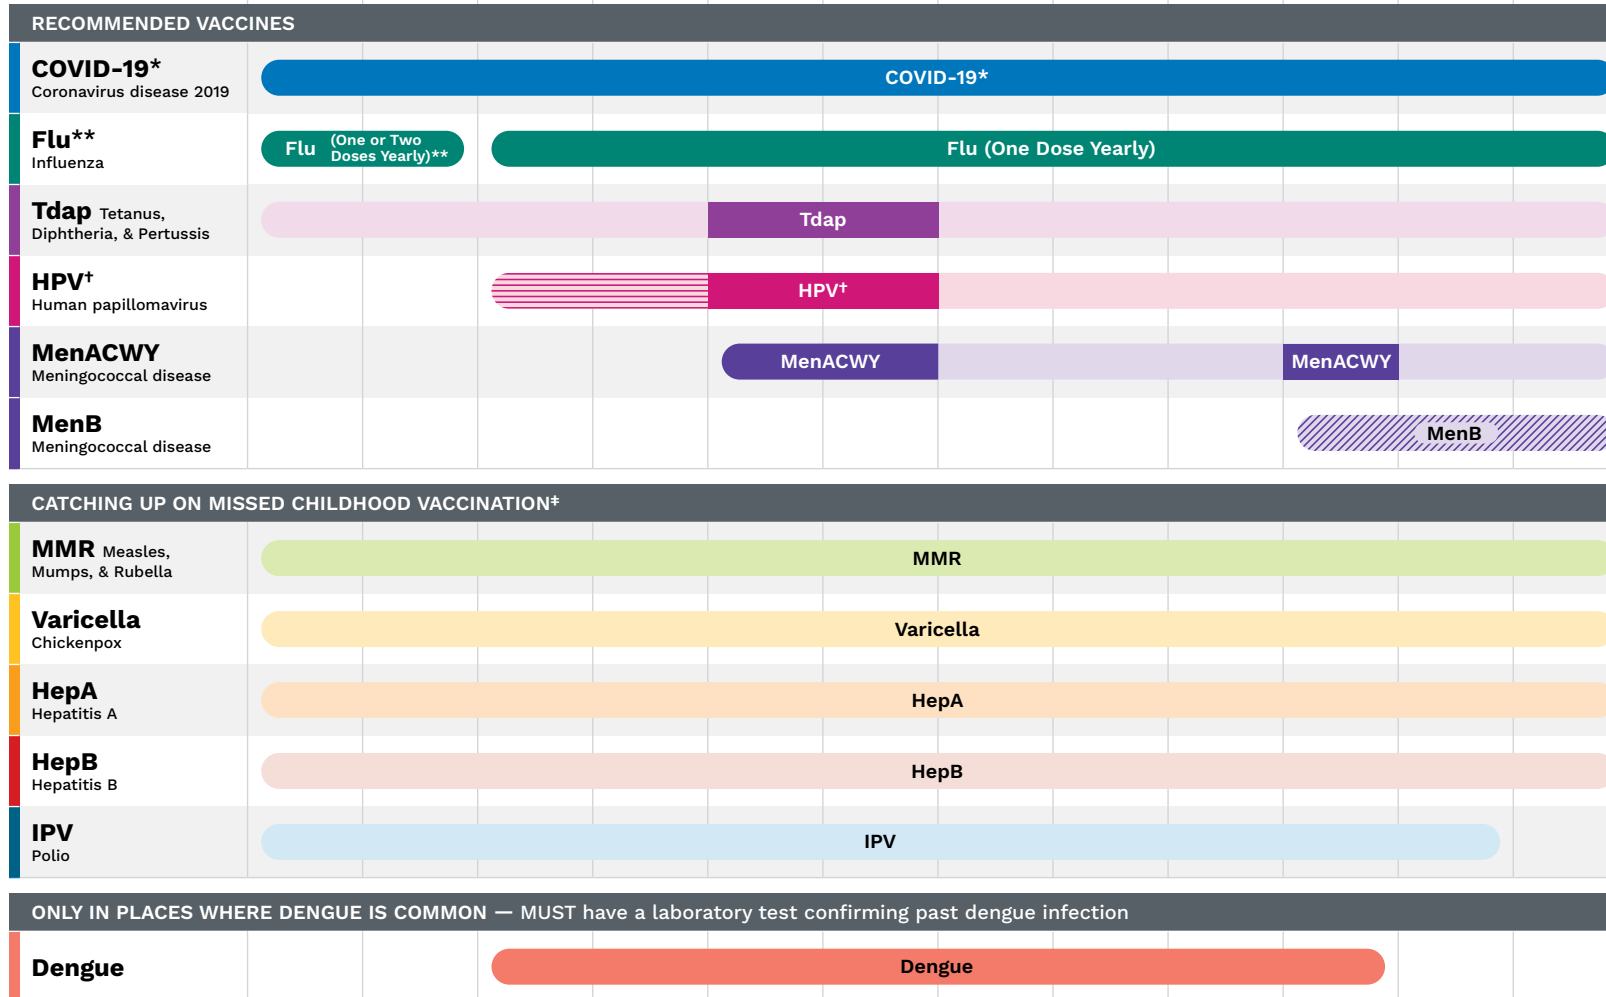 RECOMMENDED VACCINES
COVID-19*
Coronavirus disease 2019
COVID-19*
Flu**
Influenza
Flu (One or Two
Doses Yearly)**
Flu (One Dose Yearly)
Tdap Tetanus,
Diphtheria, & Pertussis
Tdap
HPV†
Human papillomavirus
HPV†
MenACWY
Meningococcal disease
MenACWY
MenACWY
MenB
Meningococcal disease
MenB
CATCHING UP ON MISSED CHILDHOOD VACCINATION‡
MMR Measles,
Mumps, & Rubella
MMR
Varicella
Chickenpox
Varicella
HepA
Hepatitis A
HepA
HepB
Hepatitis B
HepB
IPV
Polio
IPV
ONLY IN PLACES WHERE DENGUE IS COMMON — MUST have a laboratory test confirming past dengue infection
Dengue
Dengue